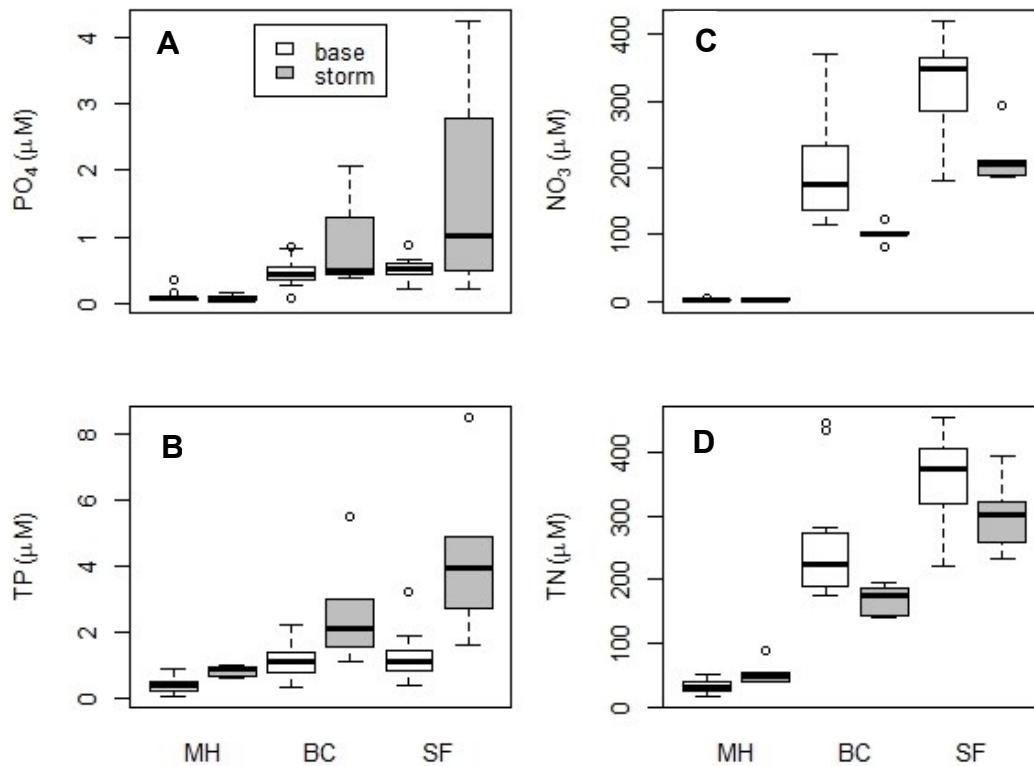 A
base
storm
PO4 (μM)
4
3
2
1
0
C
NO3 (μM)
400
300
200
100
0
B
TP (μM)
8
6
4
2
0
D
TN (μM)
400
300
200
100
0
MH BC SF
MH BC SF